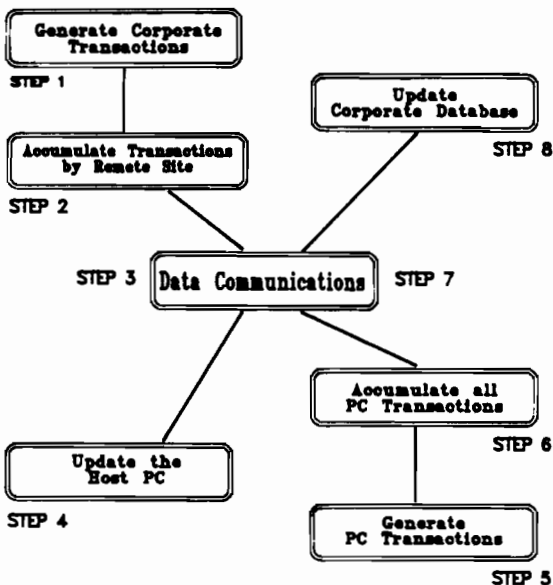 Generate Corporate
Transactions
STEP 1
Update
Corporate Database
STEP 8
Accumulate Transactions
by Remote Site
STEP 2
STEP 3
Data Communications
STEP 7
Accumulate all
PC Transactions
STEP 6
Update the
Host PC
STEP 4
Generate
PC Transactions
STEP 5